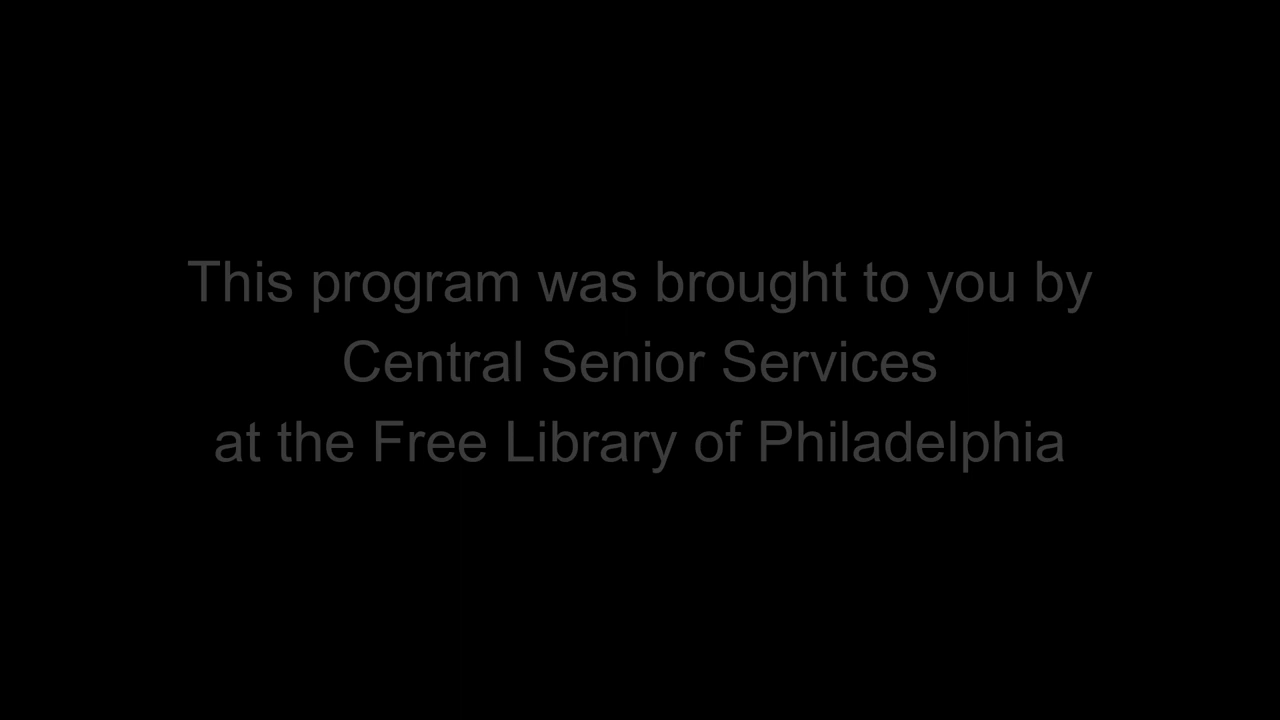 This program was brought to you by
Central Senior Services
at the Free Library of Philadelphia